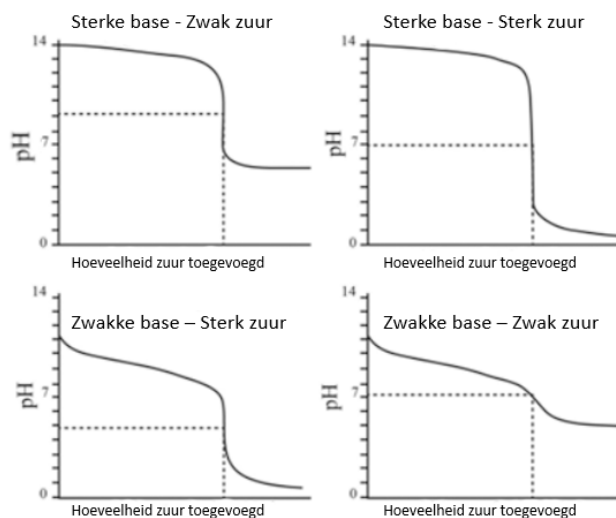 Sterke base - Zwak zuur
14
7
0
pH
Hoeveelheid zuur toegevoegd
Sterke base - Sterk zuur
14
7
0
pH
Hoeveelheid zuur toegevoegd
Zwakke base – Sterk zuur
14
7
0
pH
Hoeveelheid zuur toegevoegd
Zwakke base – Zwak zuur
14
7
0
pH
Hoeveelheid zuur toegevoegd